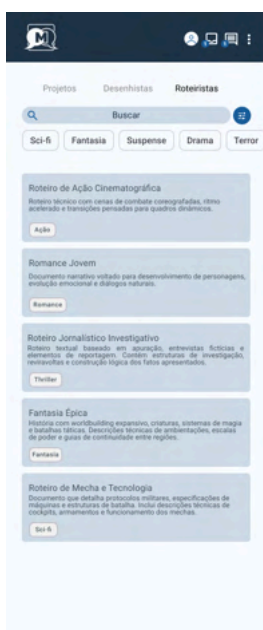 Projetos Desenhistas Roteiristas
Buscar
Sci-fi Fantasia Suspense Drama Terror
Roteiro de Ação Cinematográfica
Roteiro técnico com cenas de combate coreografadas, ritmo
acelerado e transições pensadas para quadros dinâmicos.
Ação
Romance Jovem
Documento narrativo voltado para desenvolvimento de personagens,
evolução emocional e diálogos naturais.
Romance
Roteiro Jornalístico Investigativo
Roteiro textual baseado em apuração, entrevistas fictícias e
elementos de reportagem. Contém estruturas de investigação,
reviravoltas e construção lógica dos fatos apresentados.
Thriller
Fantasia Épica
História com worldbuilding expansivo, criaturas, sistemas de magia
e batalhas táticas. Descrições técnicas de ambientações, escalas
de poder e guias de continuidade entre regiões.
Fantasia
Roteiro de Mecha e Tecnologia
Documento que detalha protocolos militares, especificações de
máquinas e estruturas de batalha. Inclui descrições técnicas de
cockpits, armamentos e funcionamento dos mechas.
Sci-fi